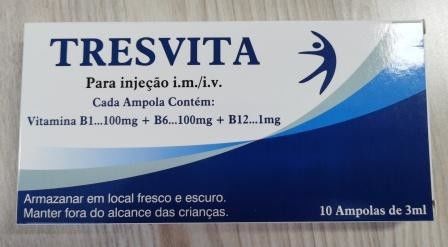 TRESVITA
Para injeção i.m./i.v.
Cada Ampola Contém:
Vitamina B1...100mg + B6...100mg + B12...1mg
Armazanar em local fresco e escuro.
Manter fora do alcance das crianças.
10 Ampolas de 3ml